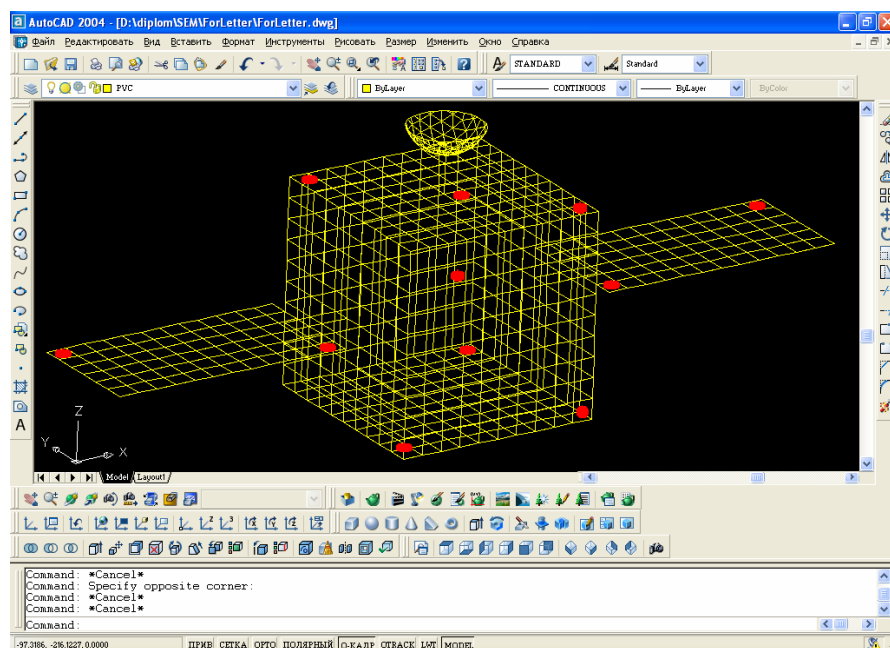 AutoCAD 2004 - [D:\diplom\SEM\ForLetter\ForLetter.dwg]
Файл Редактировать Вид Вставить Формат Инструменты Рисовать Размер Изменить Окно Справка
STANDARD Standard
PVC ByLayer CONTINUOUS ByLayer ByColor
Z
Y X
Model Layout1
A
Command: *Cancel*
Command: Specify opposite corner:
Command: *Cancel*
Command: *Cancel*
Command:
-97.3186, -216.1227, 0.0000 ПРИВ СЕТКА ОРТО ПОЛЯРНЫЙ О-КАДР OTRACK LWT MODEL